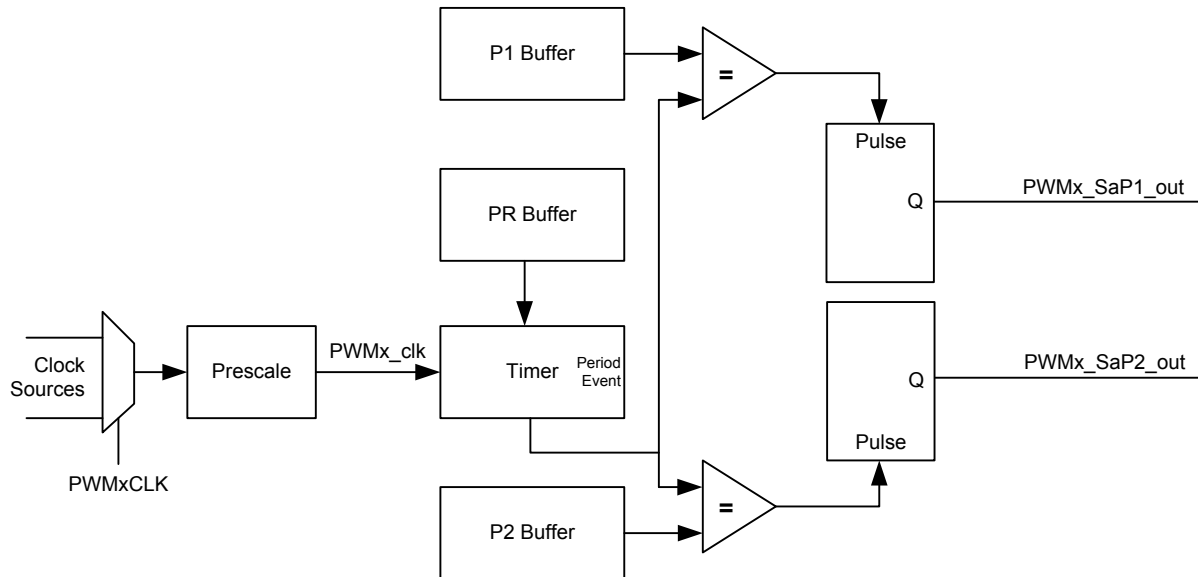 P1 Buffer
=
Pulse
Q
PWMx_SaP1_out
PR Buffer
Clock
Sources
PWMxCLK
Prescale
PWMx_clk
Timer
Period
Event
PWMx_SaP2_out
Q
Pulse
P2 Buffer
=